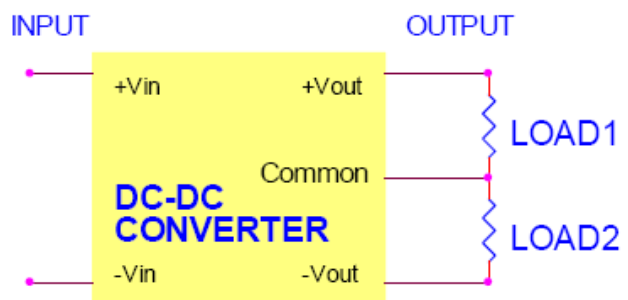 INPUT
OUTPUT
+Vin
+Vout
LOAD1
Common
DC-DC
CONVERTER
LOAD2
-Vin
-Vout